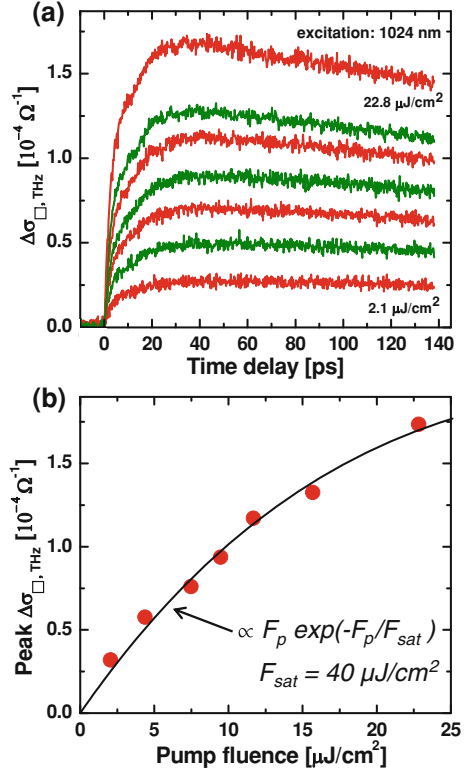 (a)
excitation: 1024 nm
22.8 μJ/cm²
2.1 μJ/cm²
Δσ□, THz [10⁻⁴ Ω⁻¹]
1.5
1.0
0.5
0.0
0 20 40 60 80 100 120 140
Time delay [ps]
(b)
Peak Δσ□, THz [10⁻⁴ Ω⁻¹]
1.5
1.0
0.5
0.0
∝ Fp exp(-Fp/Fsat)
Fsat = 40 μJ/cm²
0 5 10 15 20 25
Pump fluence [μJ/cm²]